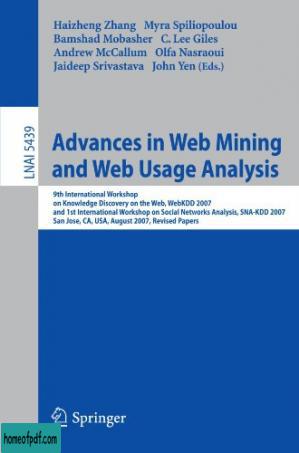 Haizheng Zhang Myra Spiliopoulou
Bamshad Mobasher C. Lee Giles
Andrew McCallum Olfa Nasraoui
Jaideep Srivastava John Yen (Eds.)
LNAI 5439
Advances in Web Mining
and Web Usage Analysis
9th International Workshop
on Knowledge Discovery on the Web, WebKDD 2007
and 1st International Workshop on Social Networks Analysis, SNA-KDD 2007
San Jose, CA, USA, August 2007, Revised Papers
Springer
homeofpdf.com